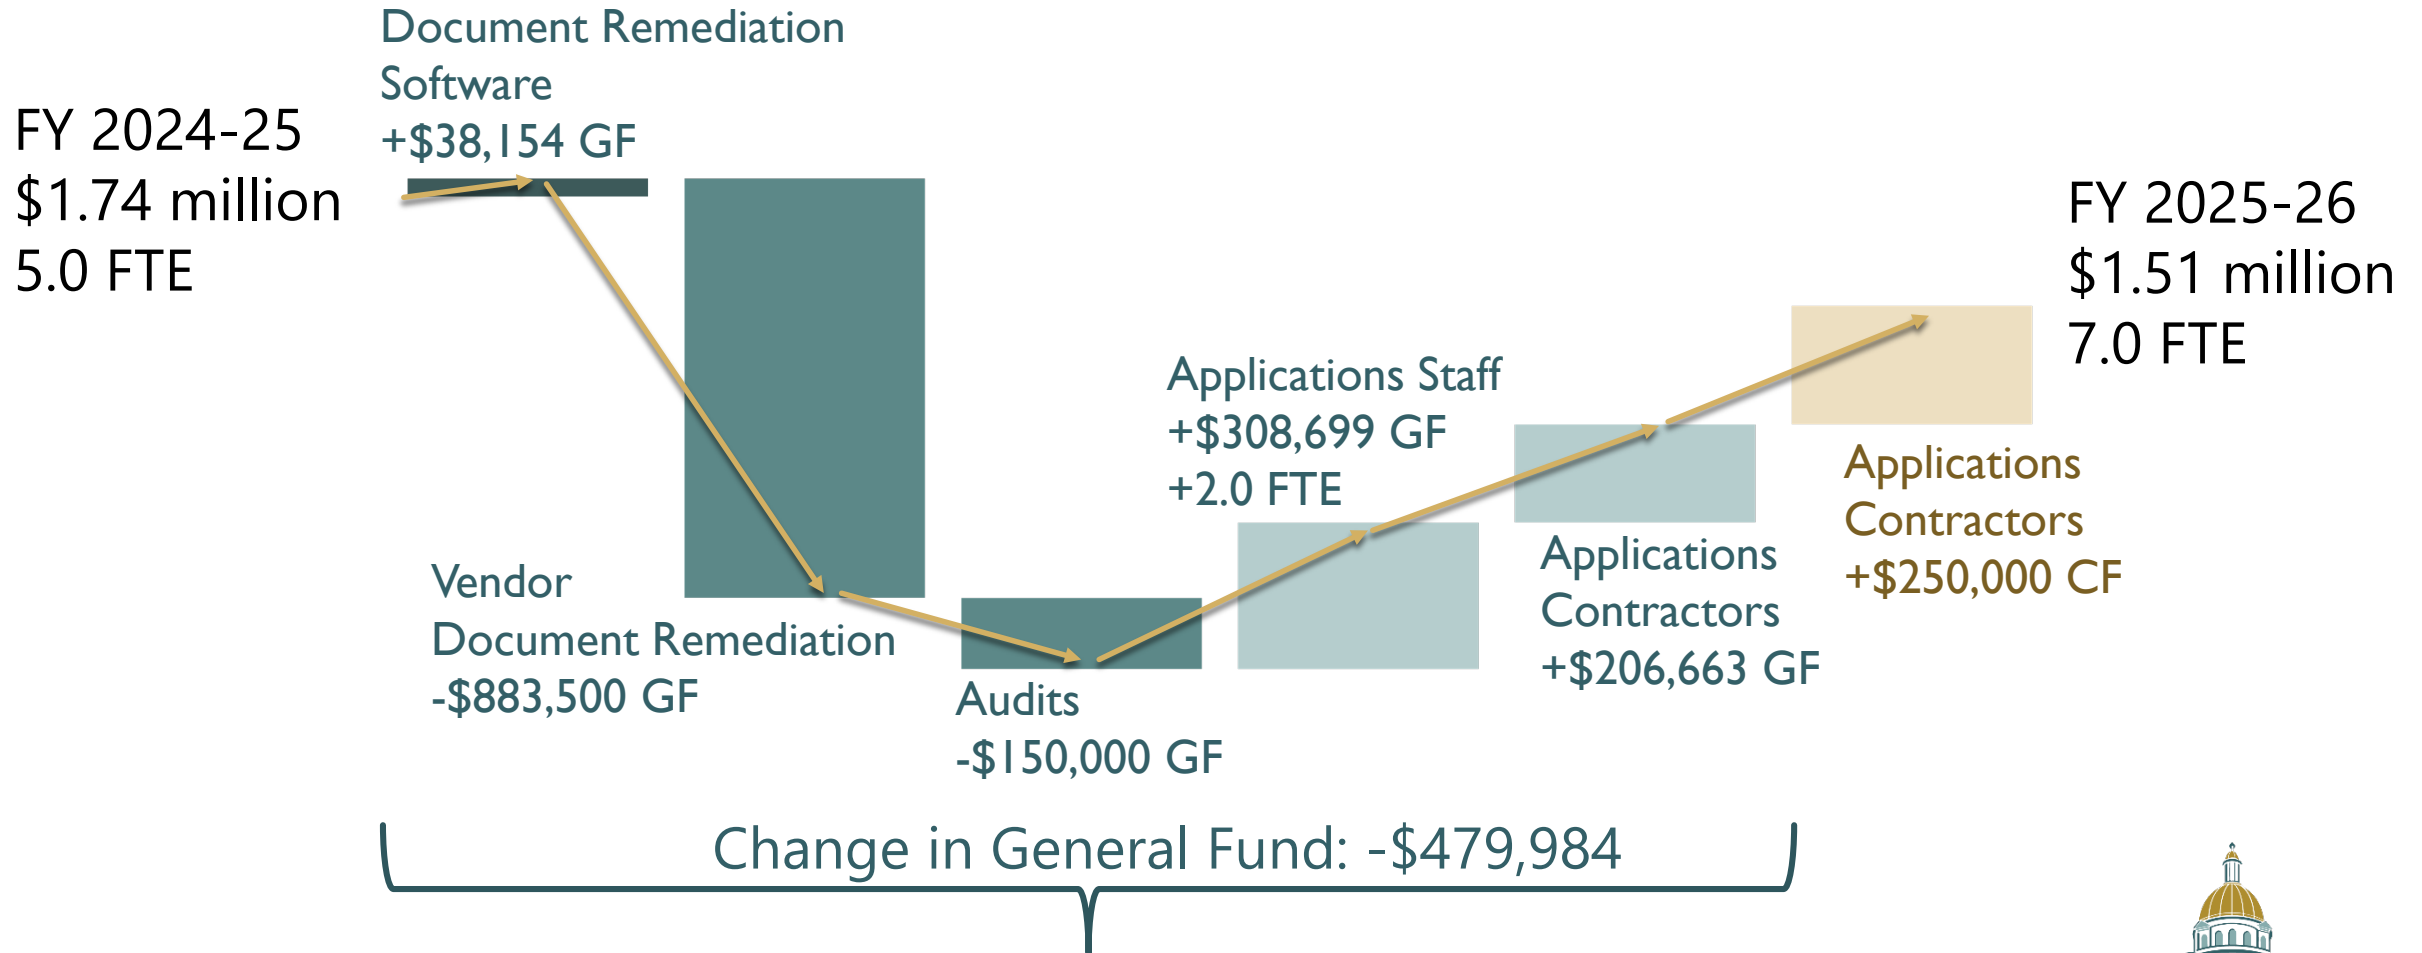 Document Remediation
Software
+$38,154 GF
FY 2024-25
$1.74 million
5.0 FTE
FY 2025-26
$1.51 million
7.0 FTE
Vendor
Document Remediation
-$883,500 GF
Audits
-$150,000 GF
Applications Staff
+$308,699 GF
+2.0 FTE
Applications
Contractors
+$206,663 GF
Applications
Contractors
+$250,000 CF
Change in General Fund: -$479,984